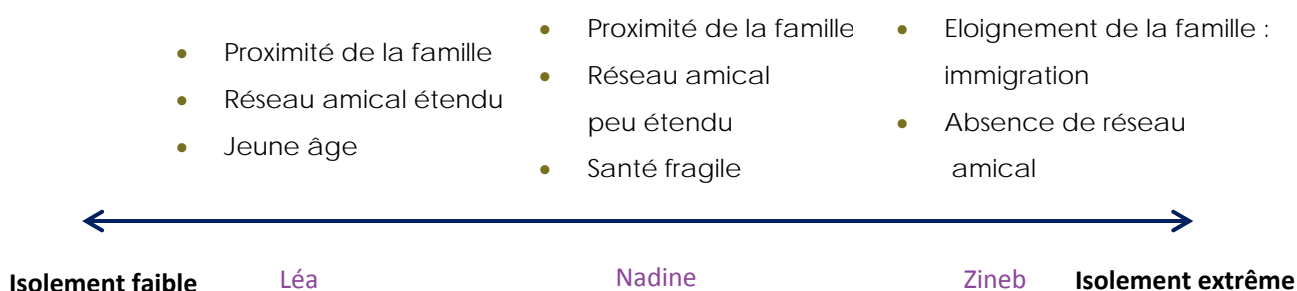 • Proximité de la famille
• Réseau amical étendu
• Jeune âge
• Proximité de la famille
• Réseau amical
peu étendu
• Santé fragile
• Eloignement de la famille :
immigration
• Absence de réseau
amical
Isolement faible
Léa
Nadine
Zineb
Isolement extrême